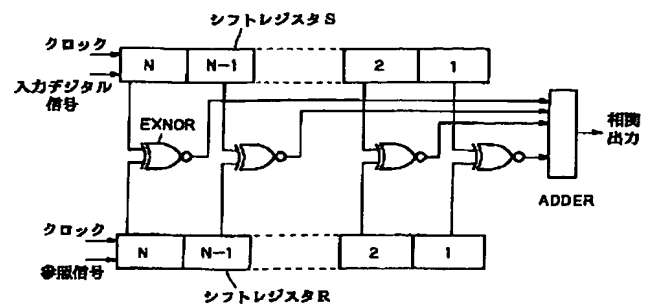 シフトレジスタS
クロック
N N-1 2 1
入力デジタル
信号
EXNOR
相関
出力
ADDER
クロック
N N-1 2 1
参照信号
シフトレジスタR